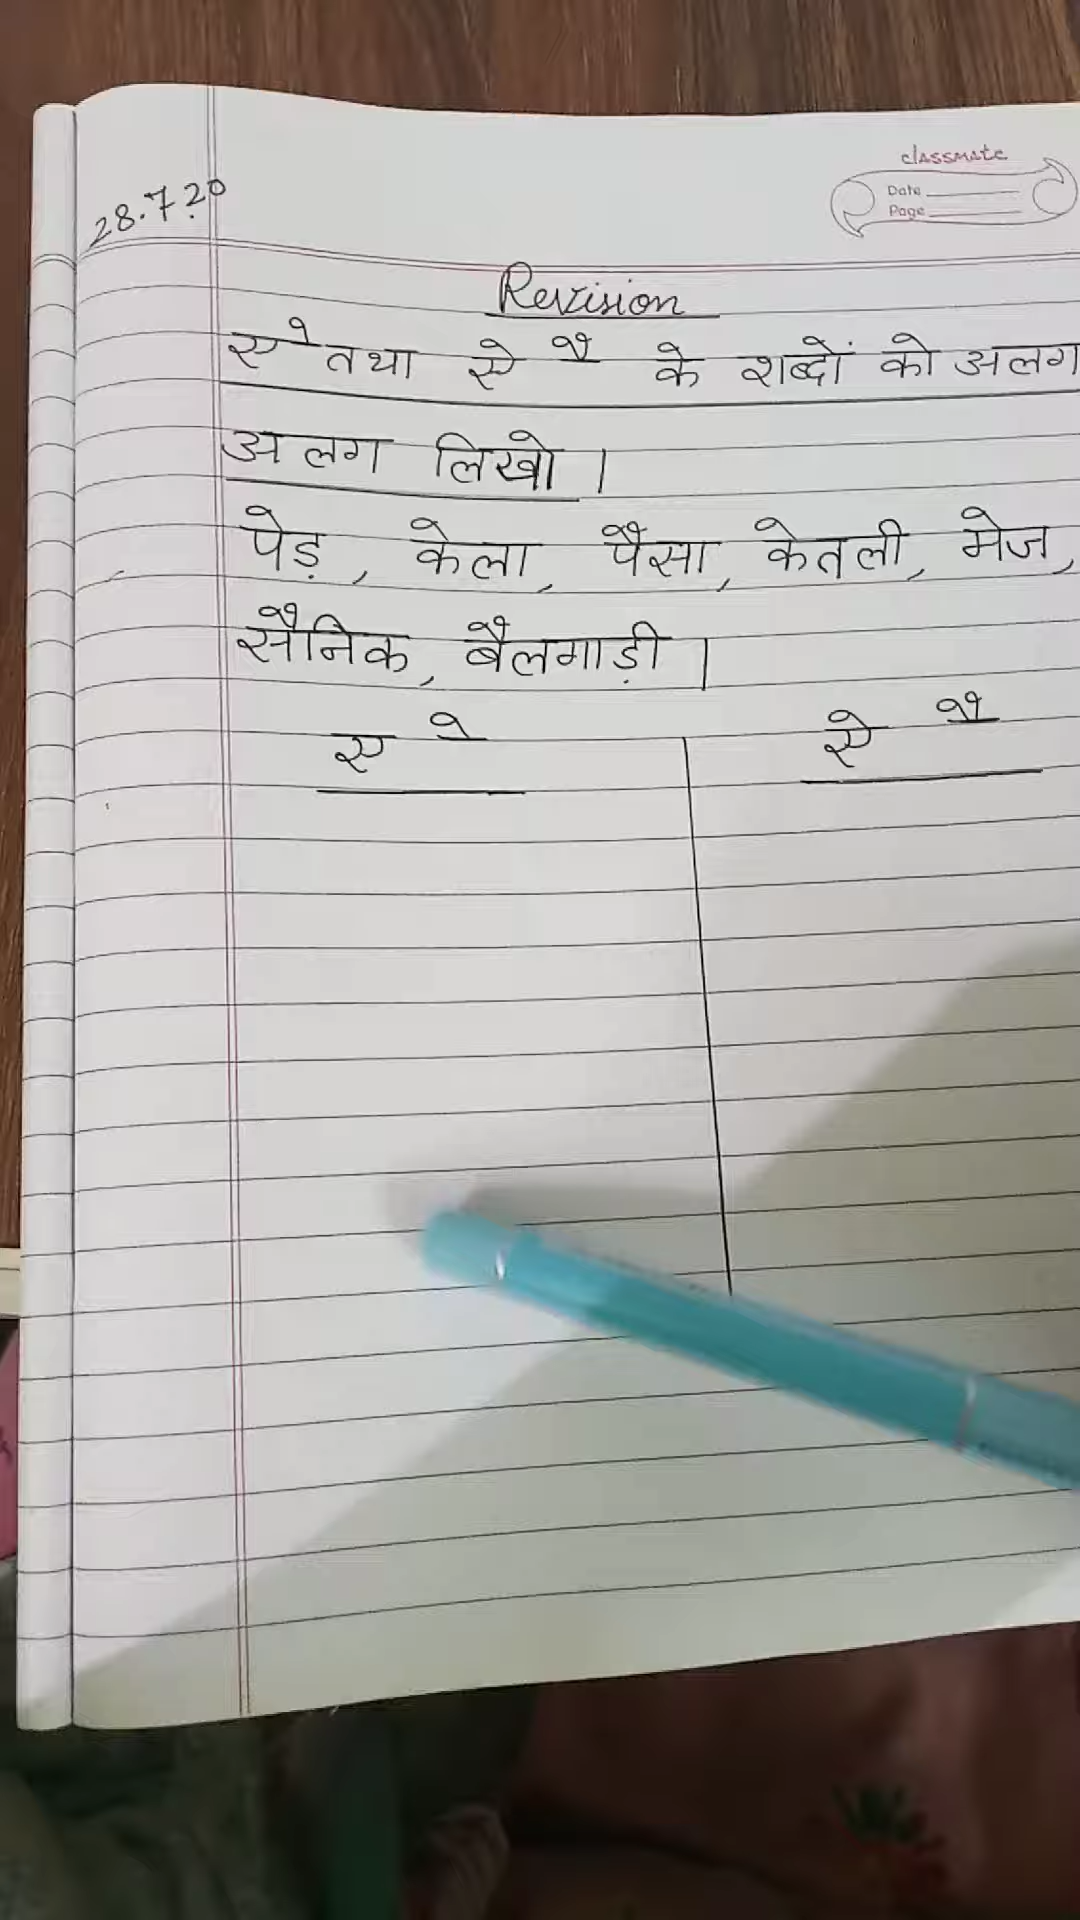 classmate
Date
Page
28.7.20
Revision
ए े तथा ऐ ै के शब्दों को अलग
अलग लिखो ।
पेड़, केला, पैसा, केतली, मेज,
सैनिक, बैलगाड़ी ।
ए े ऐ ै